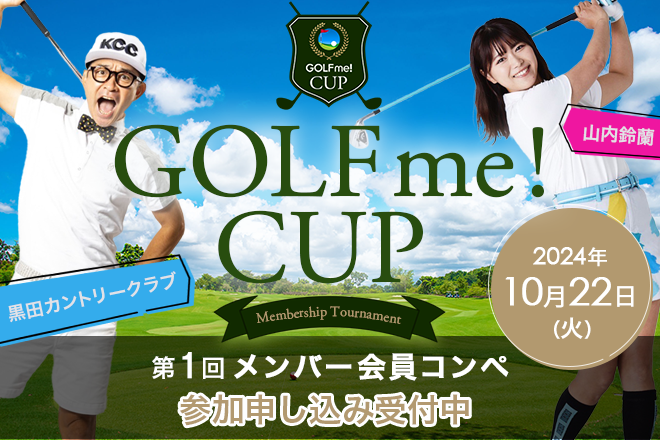 KCC
GOLFme!
CUP
山内鈴蘭
GOLFme!
CUP
黒田カントリークラブ
2024年
10月22日
(火)
Membership Tournament
第1回 メンバー会員コンペ
参加申し込み受付中